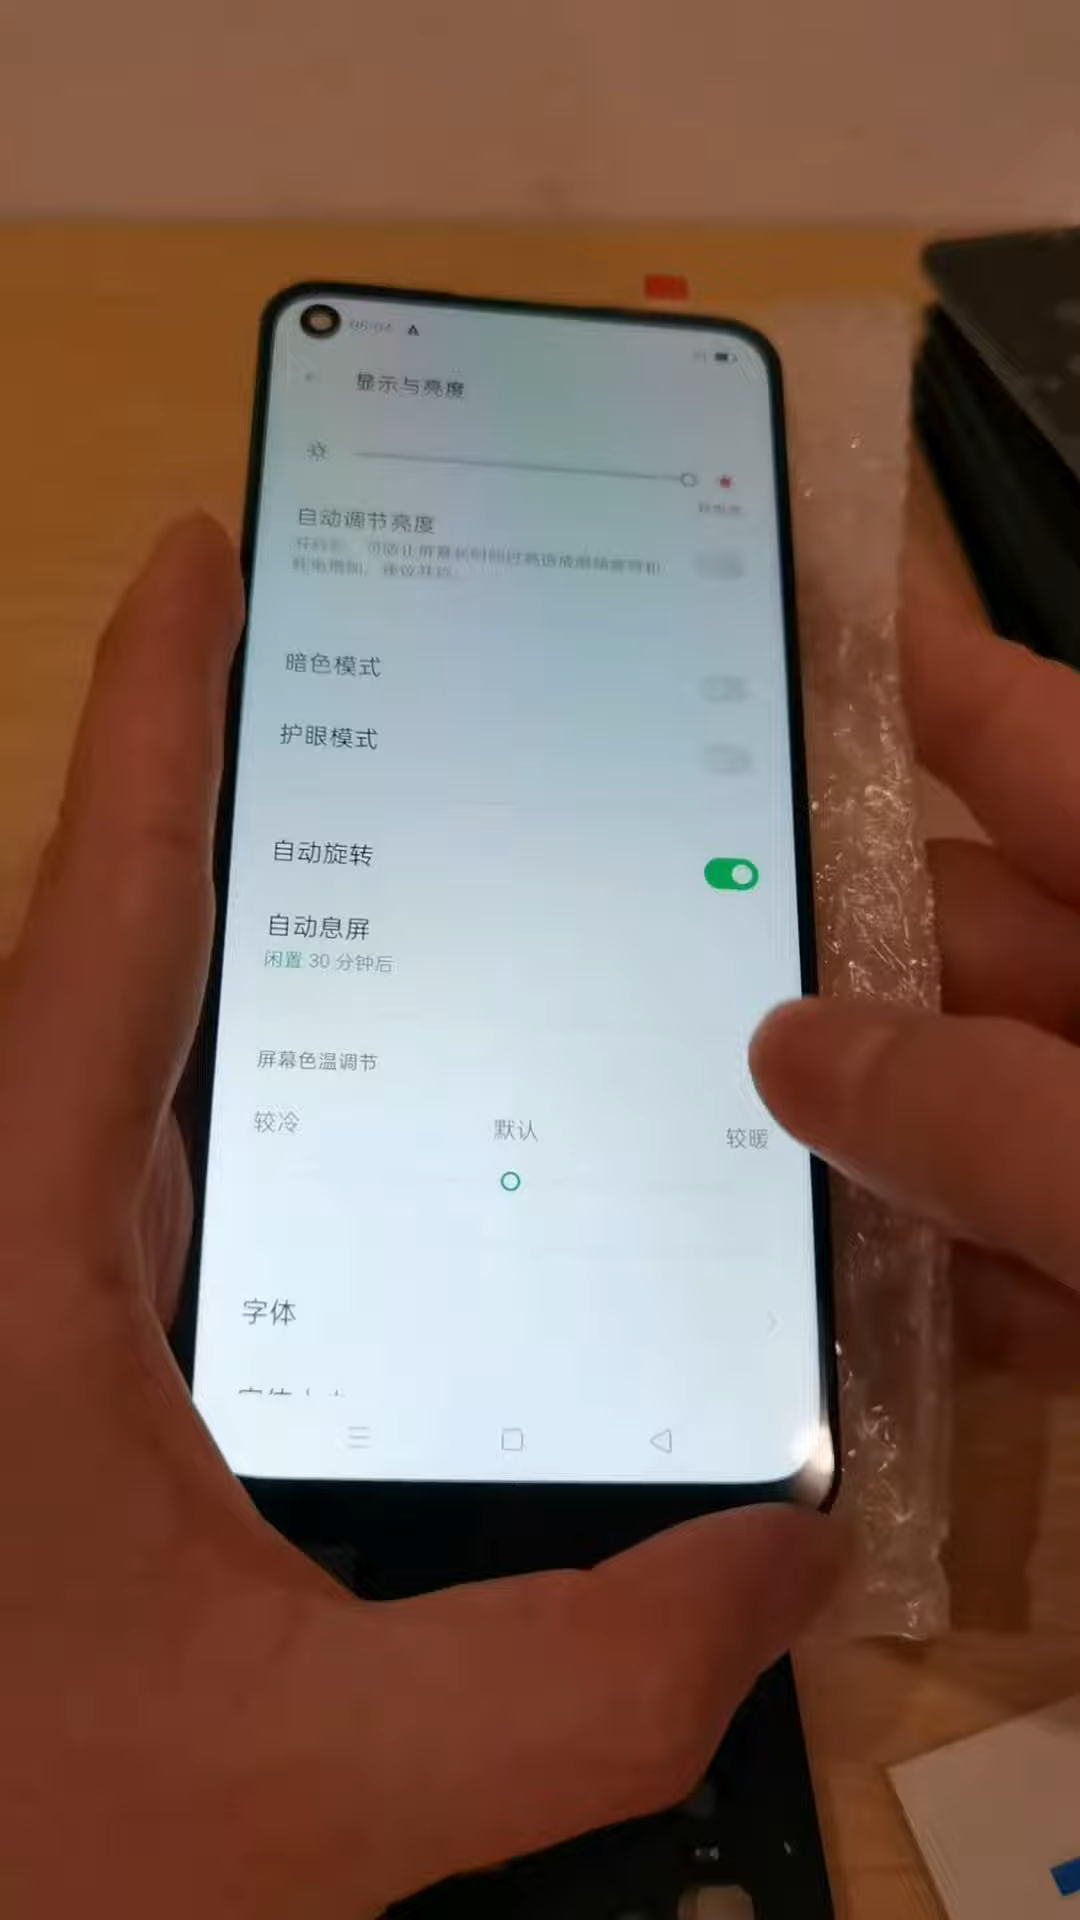 显示与亮度
自动调节亮度
暗色模式
护眼模式
自动旋转
自动息屏
闲置 30 分钟后
屏幕色温调节
较冷
默认
较暖
字体